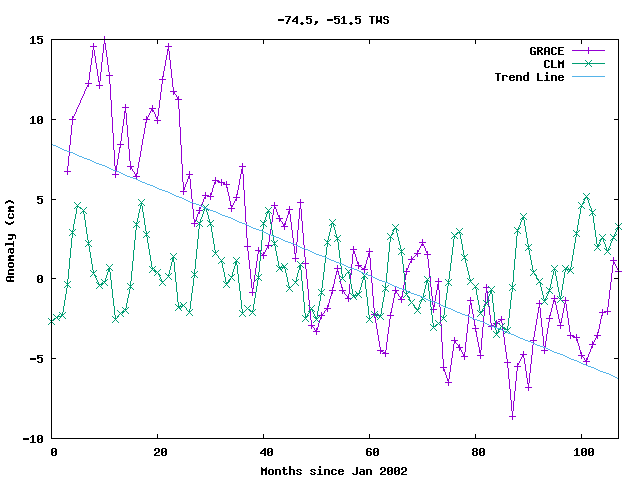 -74.5, -51.5 TWS
GRACE
CLM
Trend Line
15
10
5
0
-5
-10
Anomaly (cm)
0 20 40 60 80 100
Months since Jan 2002